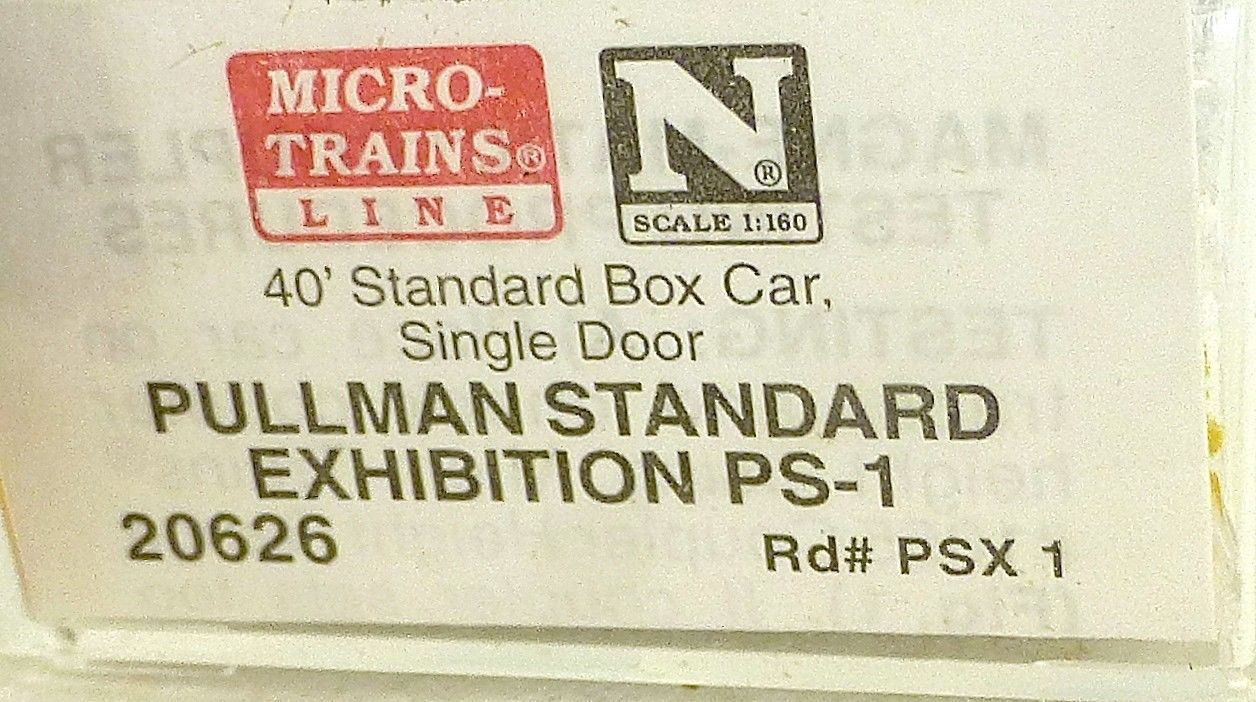 MICRO-
TRAINS®
LINE
N®
SCALE 1:160
40' Standard Box Car,
Single Door
PULLMAN STANDARD
EXHIBITION PS-1
20626 Rd# PSX 1